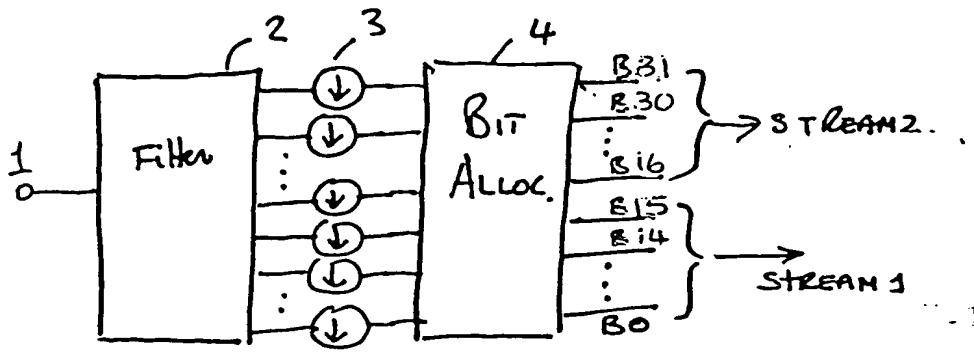 2
3
4
1
Filter
BIT
ALLOC.
B31
B30
B16
B15
B14
B0
STREAM2.
STREAM 1